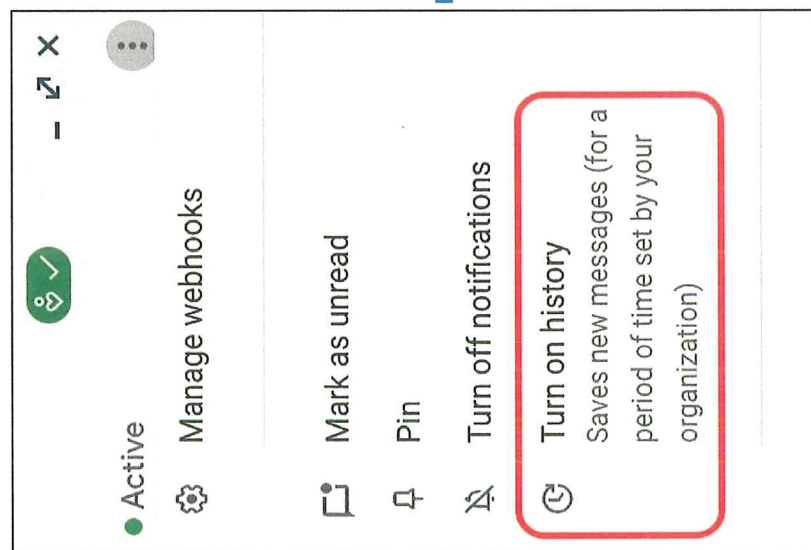 Active
Manage webhooks
Mark as unread
Pin
Turn off notifications
Turn on history
Saves new messages (for a
period of time set by your
organization)